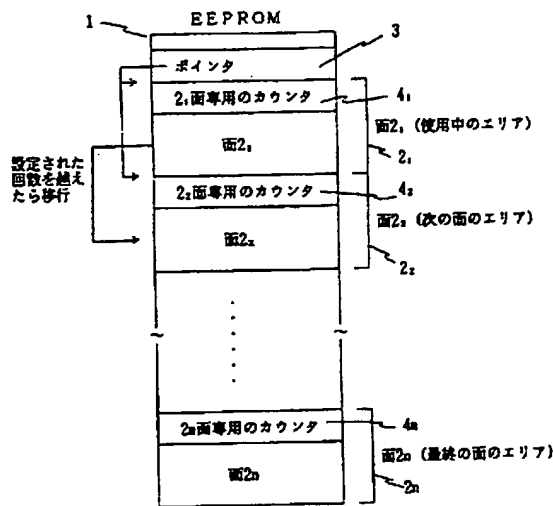 EEPROM
1
3
ポインタ
2₁面専用のカウンタ
4₁
面2₁
面2₁ (使用中のエリア)
2₁
設定された
回数を越え
たら移行
2₂面専用のカウンタ
4₂
面2₂
面2₂ (次の面のエリア)
2₂
2n面専用のカウンタ
4n
面2n
面2n (最終の面のエリア)
2n